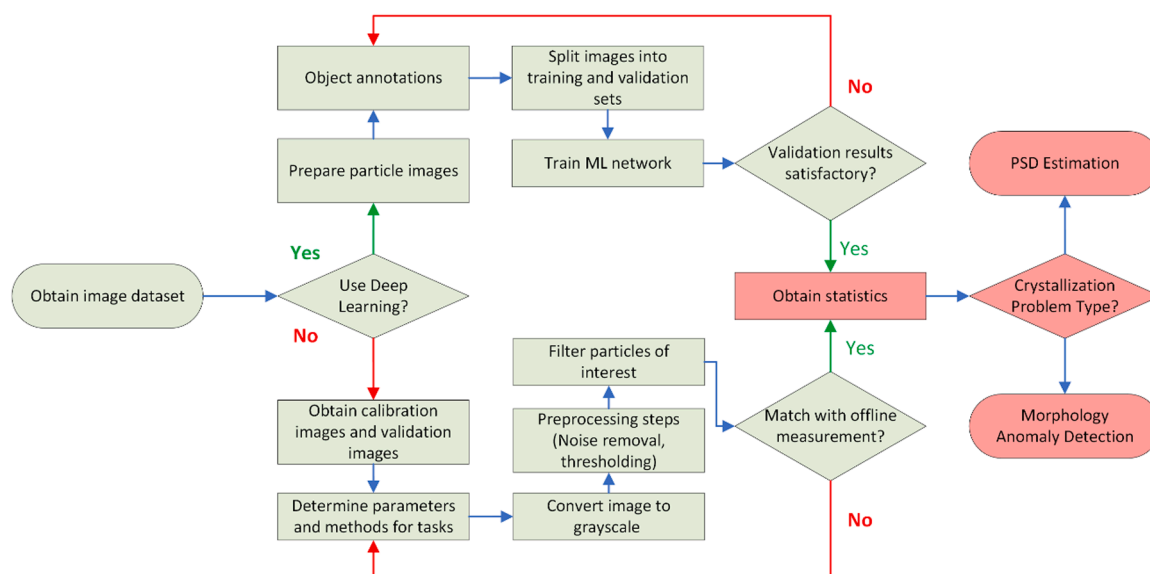 Object annotations
Split images into
training and validation
sets
No
Prepare particle images
Train ML network
Validation results
satisfactory?
PSD Estimation
Yes
Yes
Obtain image dataset
Use Deep
Learning?
Obtain statistics
Crystallization
Problem Type?
No
Filter particles of
interest
Yes
Obtain calibration
images and validation
images
Preprocessing steps
(Noise removal,
thresholding)
Match with offline
measurement?
Morphology
Anomaly Detection
Determine parameters
and methods for tasks
Convert image to
grayscale
No